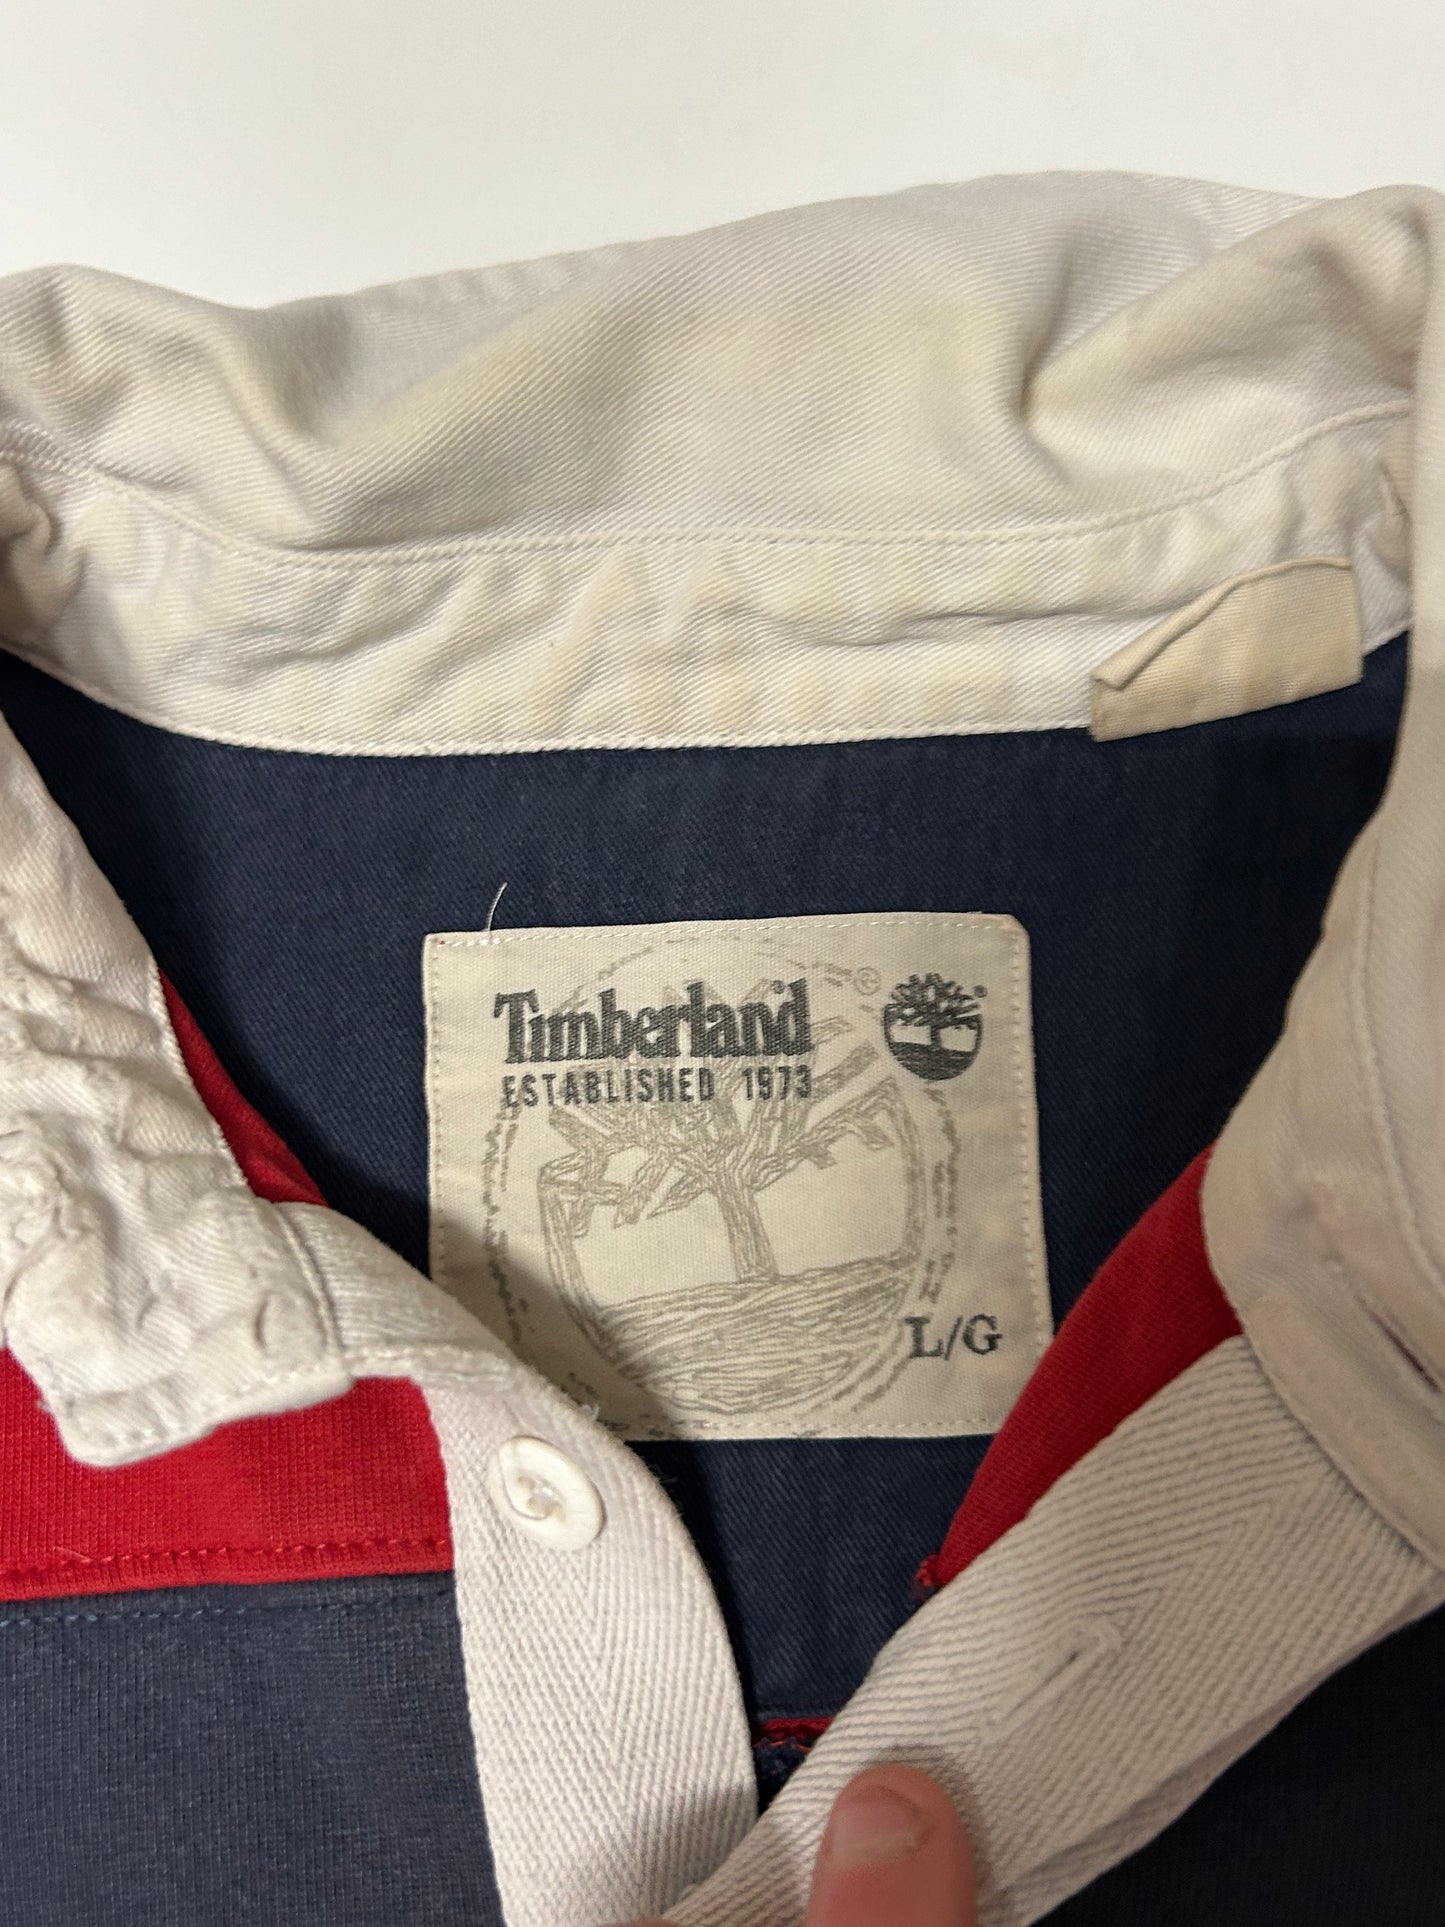 Timberland ®
ESTABLISHED 1973
L/G